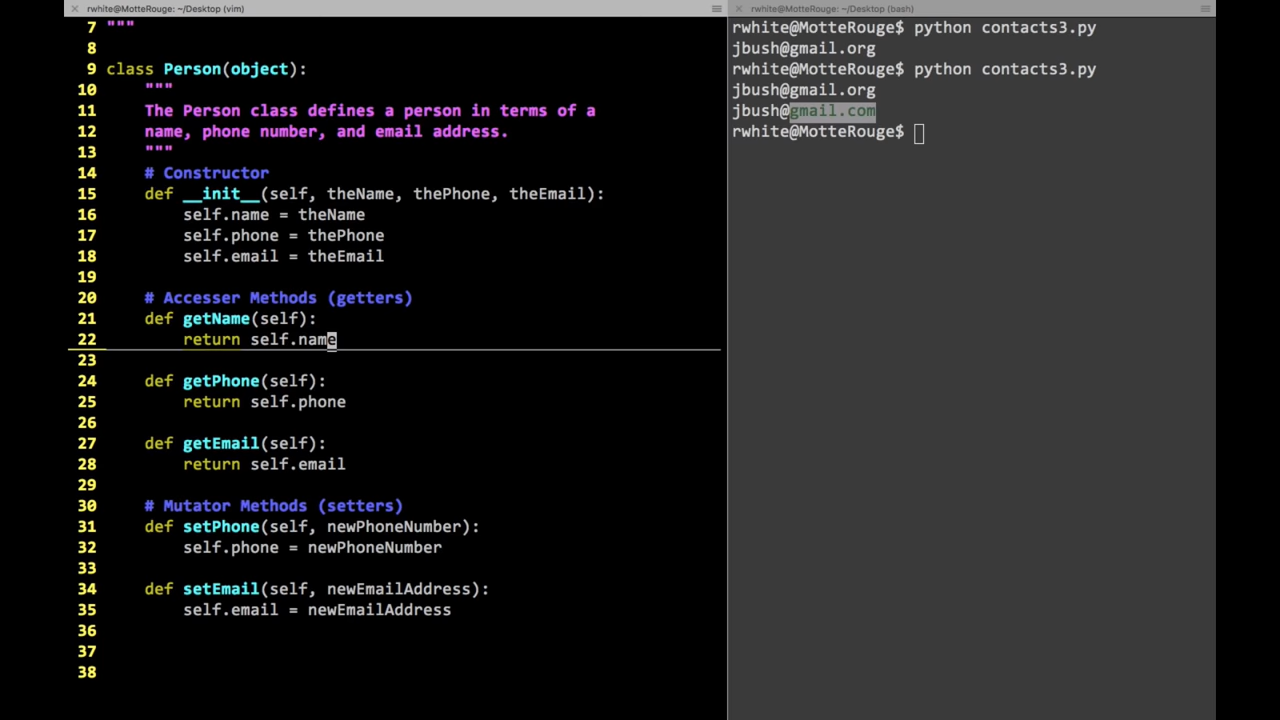 rwhite@MotteRouge: ~/Desktop (vim)
7 """
8
9 class Person(object):
10 """
11 The Person class defines a person in terms of a
12 name, phone number, and email address.
13 """
14 # Constructor
15 def __init__(self, theName, thePhone, theEmail):
16 self.name = theName
17 self.phone = thePhone
18 self.email = theEmail
19
20 # Accesser Methods (getters)
21 def getName(self):
22 return self.name
23
24 def getPhone(self):
25 return self.phone
26
27 def getEmail(self):
28 return self.email
29
30 # Mutator Methods (setters)
31 def setPhone(self, newPhoneNumber):
32 self.phone = newPhoneNumber
33
34 def setEmail(self, newEmailAddress):
35 self.email = newEmailAddress
36
37
38
rwhite@MotteRouge: ~/Desktop (bash)
rwhite@MotteRouge$ python contacts3.py
jbush@gmail.org
rwhite@MotteRouge$ python contacts3.py
jbush@gmail.org
jbush@gmail.com
rwhite@MotteRouge$